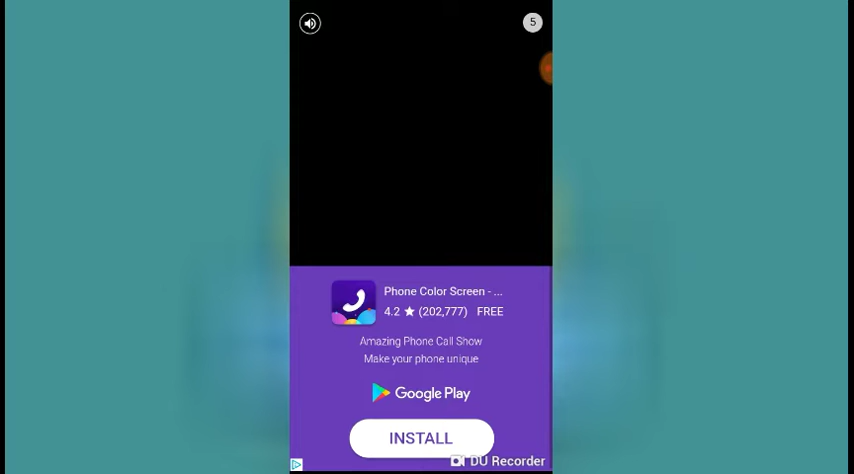 5
Phone Color Screen - ...
4.2 ★ (202,777) FREE
Amazing Phone Call Show
Make your phone unique
Google Play
INSTALL
DU Recorder